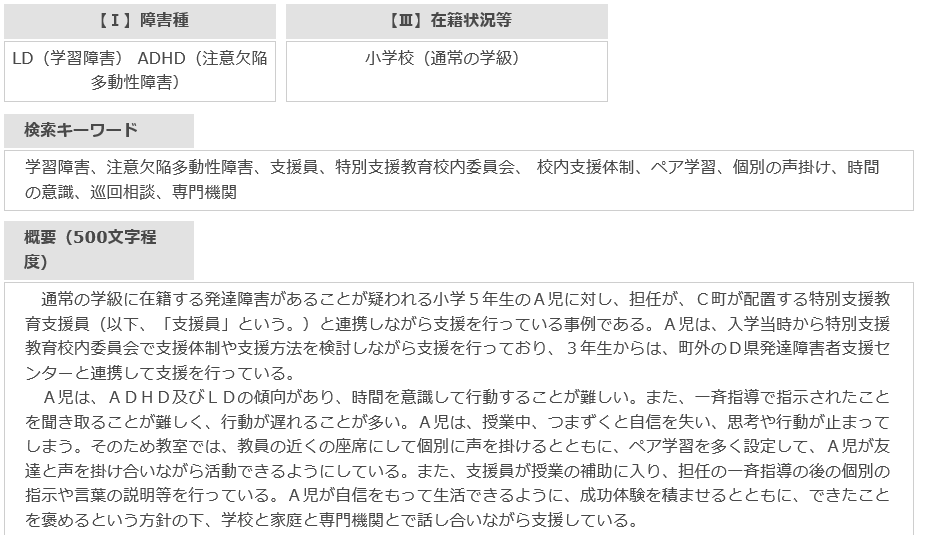 【Ⅰ】障害種
【Ⅲ】在籍状況等
LD（学習障害） ADHD（注意欠陥
多動性障害）
小学校（通常の学級）
検索キーワード
学習障害、注意欠陥多動性障害、支援員、特別支援教育校内委員会、 校内支援体制、ペア学習、個別の声掛け、時間
の意識、巡回相談、専門機関
概要（500文字程
度）
　通常の学級に在籍する発達障害があることが疑われる小学５年生のＡ児に対し、担任が、Ｃ町が配置する特別支援教
育支援員（以下、「支援員」という。）と連携しながら支援を行っている事例である。Ａ児は、入学当時から特別支援
教育校内委員会で支援体制や支援方法を検討しながら支援を行っており、３年生からは、町外のＤ県発達障害者支援セ
ンターと連携して支援を行っている。
　Ａ児は、ＡＤＨＤ及びＬＤの傾向があり、時間を意識して行動することが難しい。また、一斉指導で指示されたこと
を聞き取ることが難しく、行動が遅れることが多い。Ａ児は、授業中、つまずくと自信を失い、思考や行動が止まって
しまう。そのため教室では、教員の近くの座席にして個別に声を掛けるとともに、ペア学習を多く設定して、Ａ児が友
達と声を掛け合いながら活動できるようにしている。また、支援員が授業の補助に入り、担任の一斉指導の後の個別の
指示や言葉の説明等を行っている。Ａ児が自信をもって生活できるように、成功体験を積ませるとともに、できたこと
を褒めるという方針の下、学校と家庭と専門機関とで話し合いながら支援している。